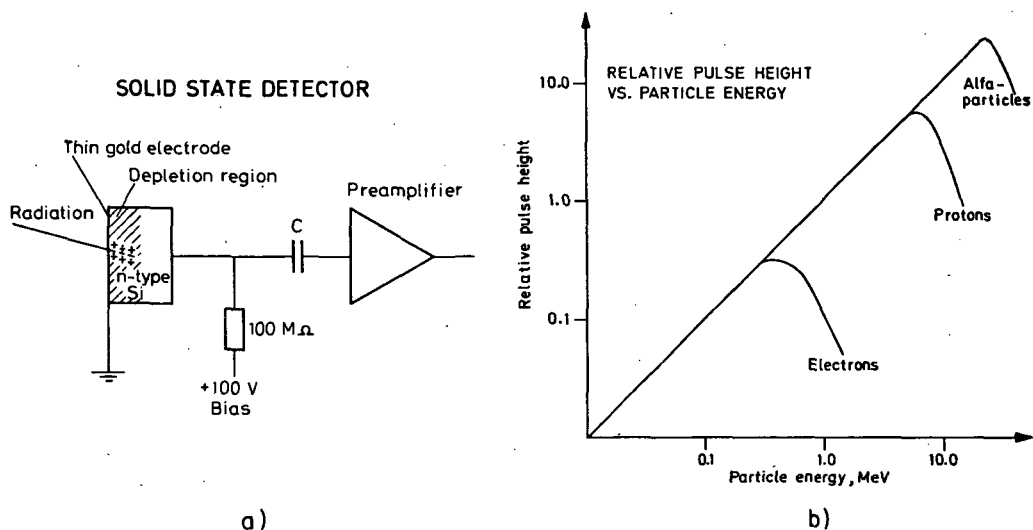 SOLID STATE DETECTOR
Thin gold electrode
Depletion region
Radiation
+ + +
+ + +
n-type
Si
C
Preamplifier
100 MΩ
+100 V
Bias
a)
RELATIVE PULSE HEIGHT
VS. PARTICLE ENERGY
Relative pulse height
10.0
1.0
0.1
Alfa-
particles
Protons
Electrons
0.1
1.0
10.0
Particle energy, MeV
b)